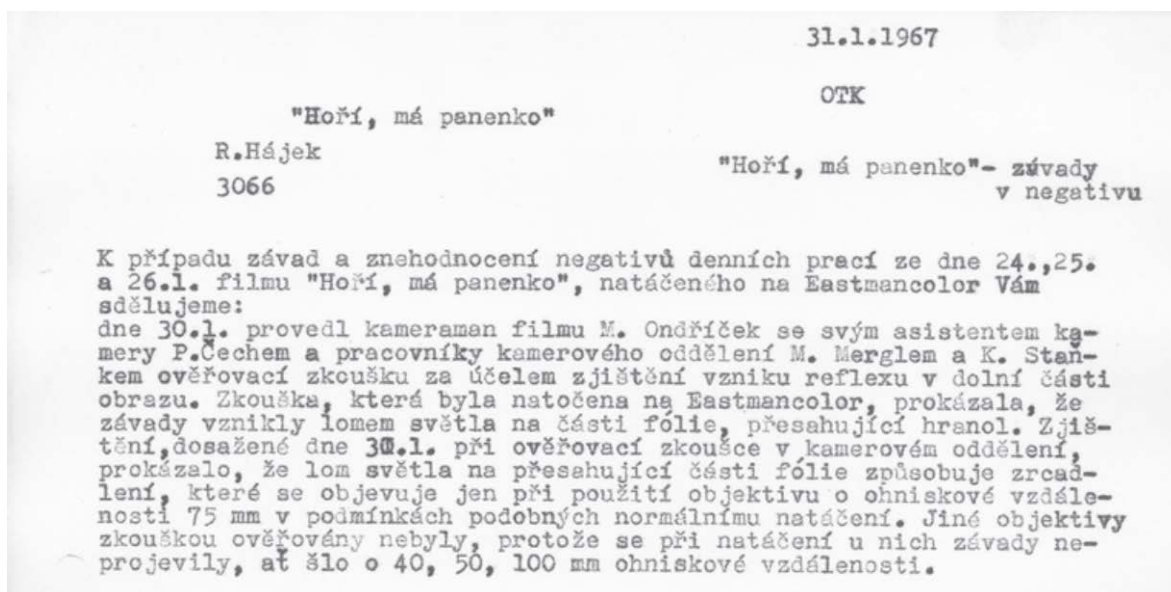 31.1.1967
OTK
"Hoří, má panenko"
R.Hájek
3066
"Hoří, má panenko"- závady
v negativu
K případu závad a znehodnocení negativů denních prací ze dne 24.,25.
a 26.1. filmu "Hoří, má panenko", natáčeného na Eastmancolor Vám
sdělujeme:
dne 30.1. provedl kameraman filmu M. Ondříček se svým asistentem ka-
mery P.Čechem a pracovníky kamerového oddělení M. Merglem a K. Staň-
kem ověřovací zkoušku za účelem zjištění vzniku reflexu v dolní části
obrazu. Zkouška, která byla natočena na Eastmancolor, prokázala, že
závady vznikly lomem světla na části fólie, přesahující hranol. Zjiš-
tění,dosažené dne 30.1. při ověřovací zkoušce v kamerovém oddělení,
prokázalo, že lom světla na přesahující části fólie způsobuje zrcad-
lení, které se objevuje jen při použití objektivu o ohniskové vzdále-
nosti 75 mm v podmínkách podobných normálnímu natáčení. Jiné objektivy
zkouškou ověřovány nebyly, protože se při natáčení u nich závady ne-
projevily, ať šlo o 40, 50, 100 mm ohniskové vzdálenosti.